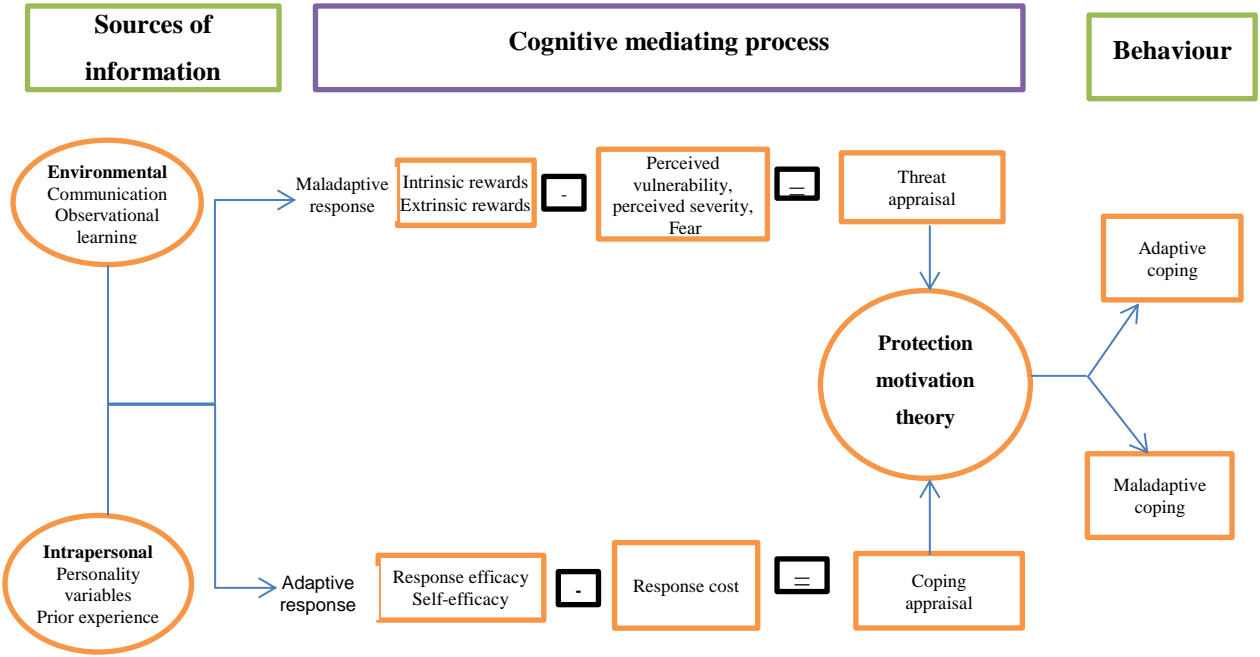 Sources of
information
Cognitive mediating process
Behaviour
Environmental
Communication
Observational
learning
Maladaptive
response
Intrinsic rewards
Extrinsic rewards
-
Perceived
vulnerability,
perceived severity,
Fear
=
Threat
appraisal
Adaptive
coping
Protection
motivation
theory
Maladaptive
coping
Intrapersonal
Personality
variables
Prior experience
Adaptive
response
Response efficacy
Self-efficacy
-
Response cost
=
Coping
appraisal